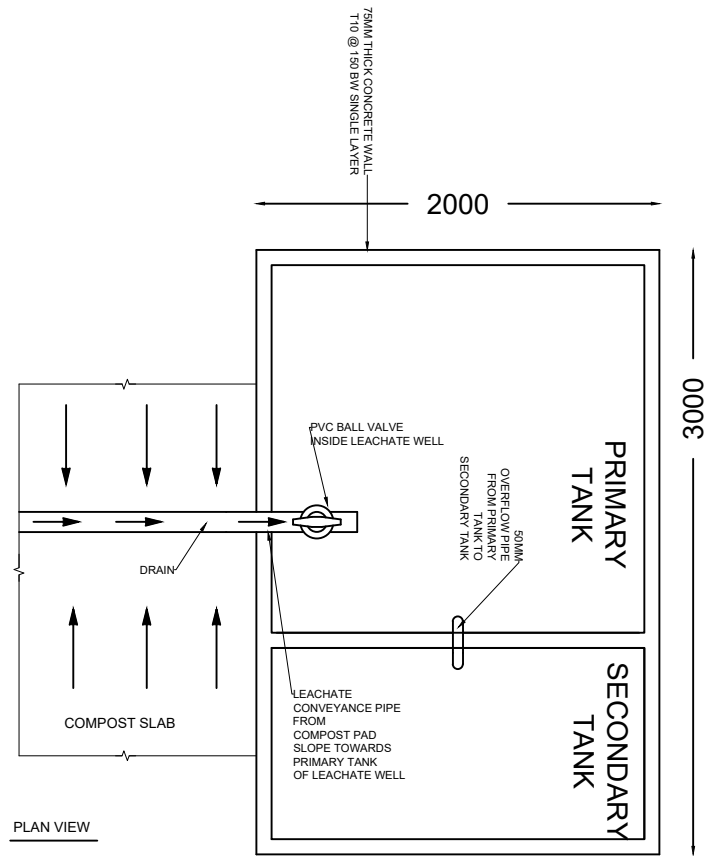 75MM THICK CONCRETE WALL
T10 @ 150 BW SINGLE LAYER
2000
3000
PVC BALL VALVE
INSIDE LEACHATE WELL
50MM
OVERFLOW PIPE
FROM PRIMARY
TANK TO
SECONDARY TANK
PRIMARY
TANK
DRAIN
LEACHATE
CONVEYANCE PIPE
FROM
COMPOST PAD
SLOPE TOWARDS
PRIMARY TANK
OF LEACHATE WELL
SECONDARY
TANK
COMPOST SLAB
PLAN VIEW